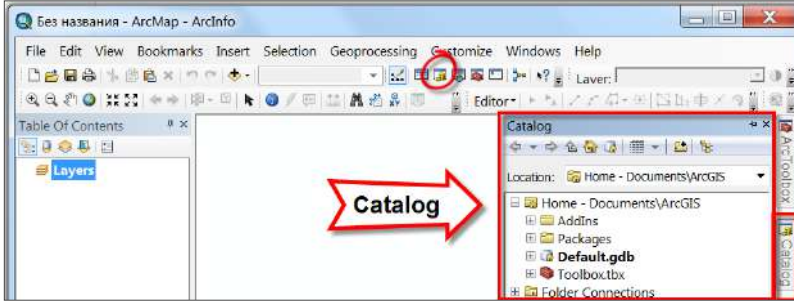 Без названия - ArcMap - ArcInfo
File Edit View Bookmarks Insert Selection Geoprocessing Customize Windows Help
Laver:
Editor
Table Of Contents
Layers
Catalog
Catalog
Location: Home - Documents\ArcGIS
Home - Documents\ArcGIS
AddIns
Packages
Default.gdb
Toolbox.tbx
Folder Connections
ArcToolbox
Catalog